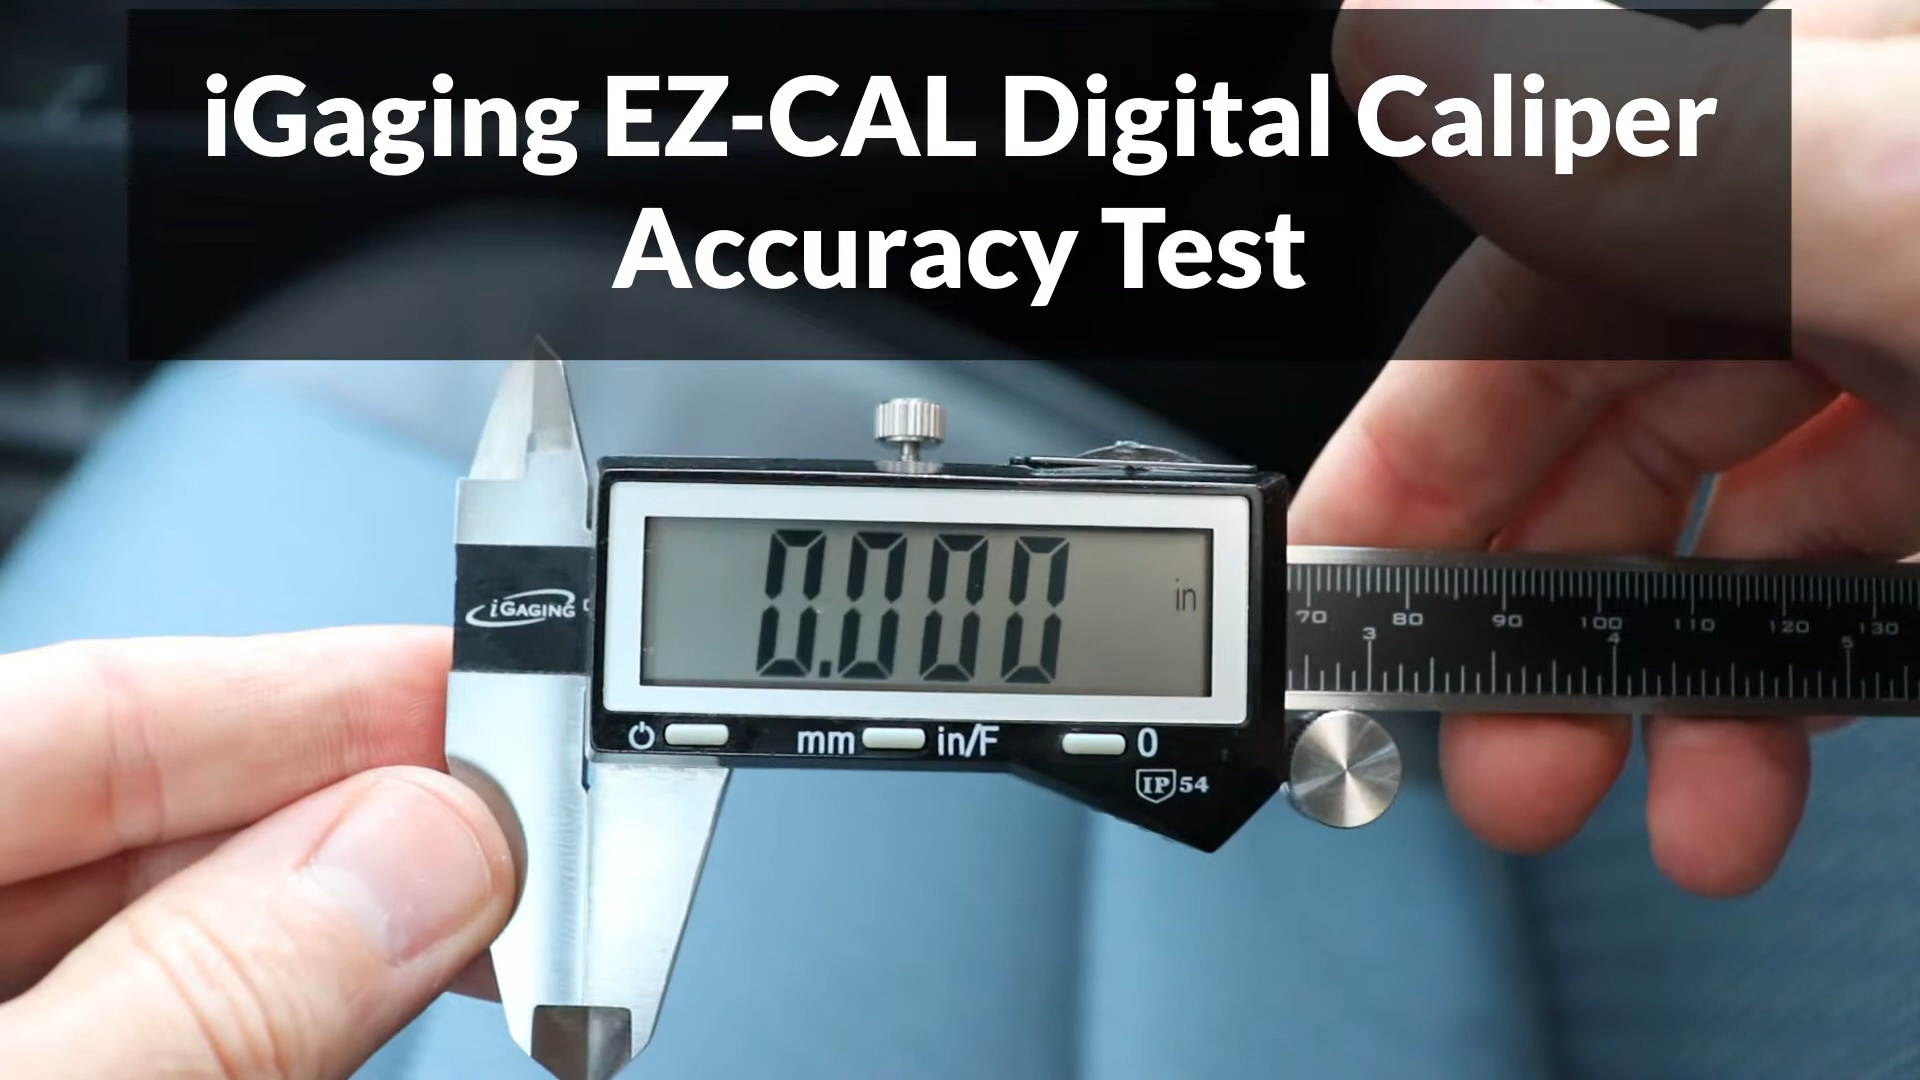 iGaging EZ-CAL Digital Caliper
Accuracy Test
iGAGING
0.000 in
70 80 90 100 110 120 130
3 4 5
mm in/F 0
IP54